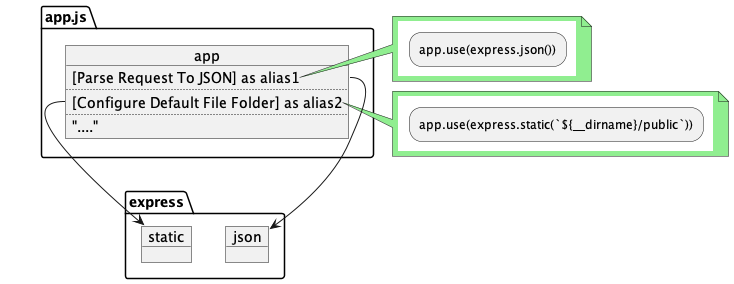 app.js
app
[Parse Request To JSON] as alias1
[Configure Default File Folder] as alias2
"...."
app.use(express.json())
app.use(express.static(`${__dirname}/public`))
express
static
json